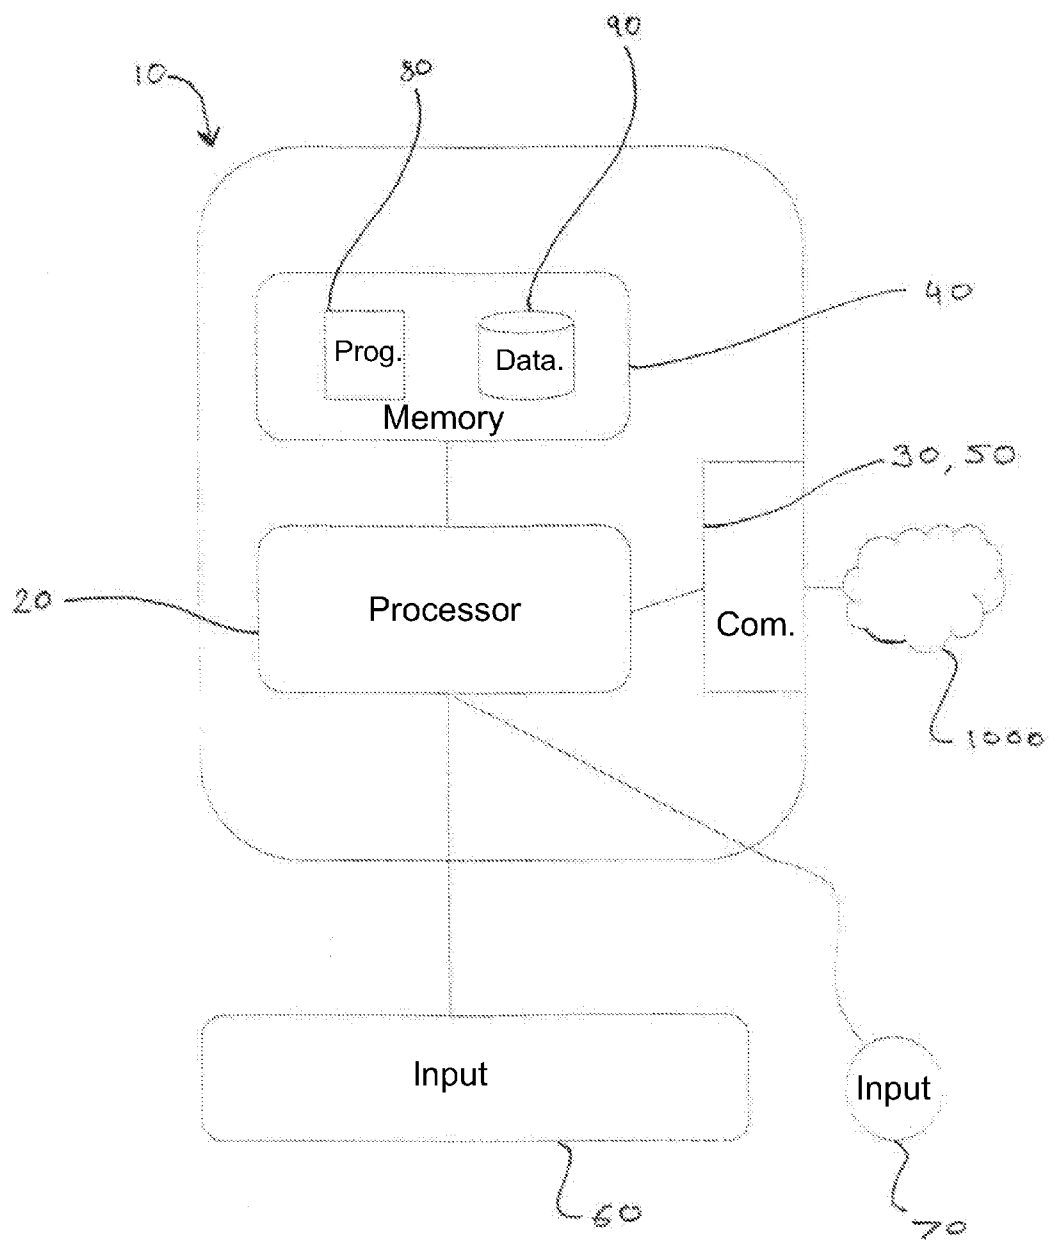 90
10
80
40
Prog.
Data.
Memory
30, 50
20
Processor
Com.
1000
Input
Input
60
70